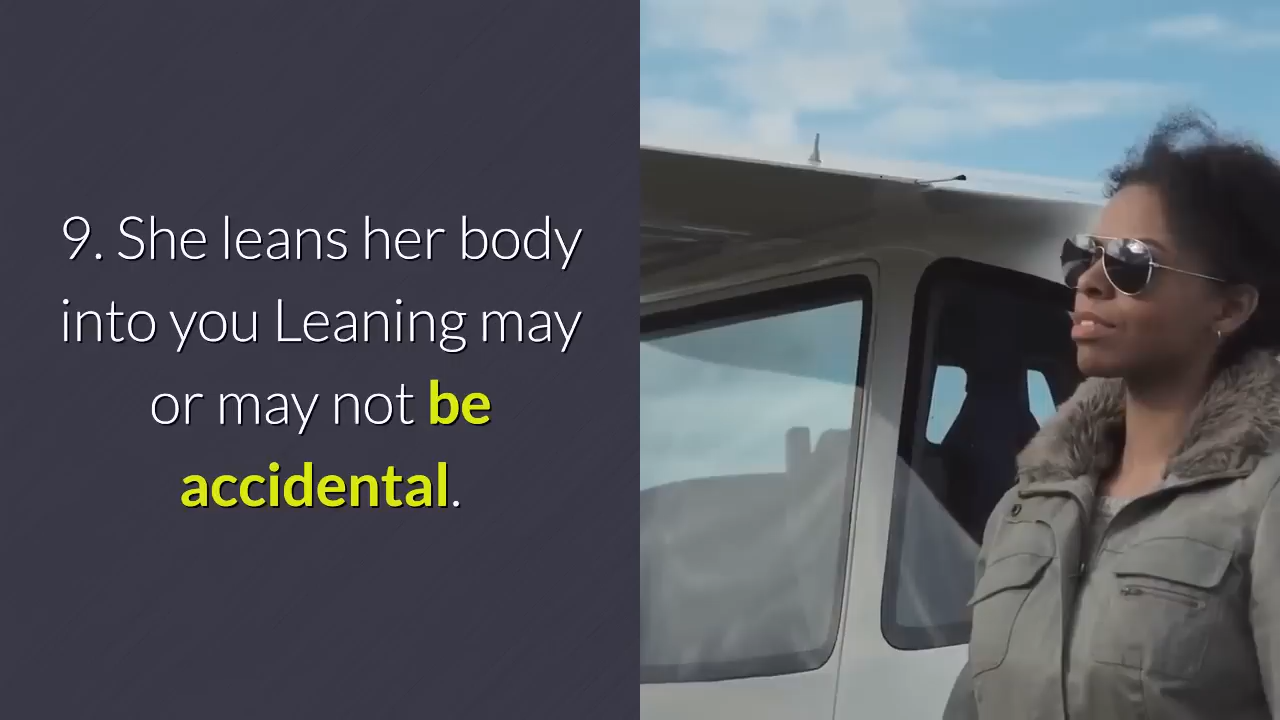 9. She leans her body
into you Leaning may
or may not be
accidental.